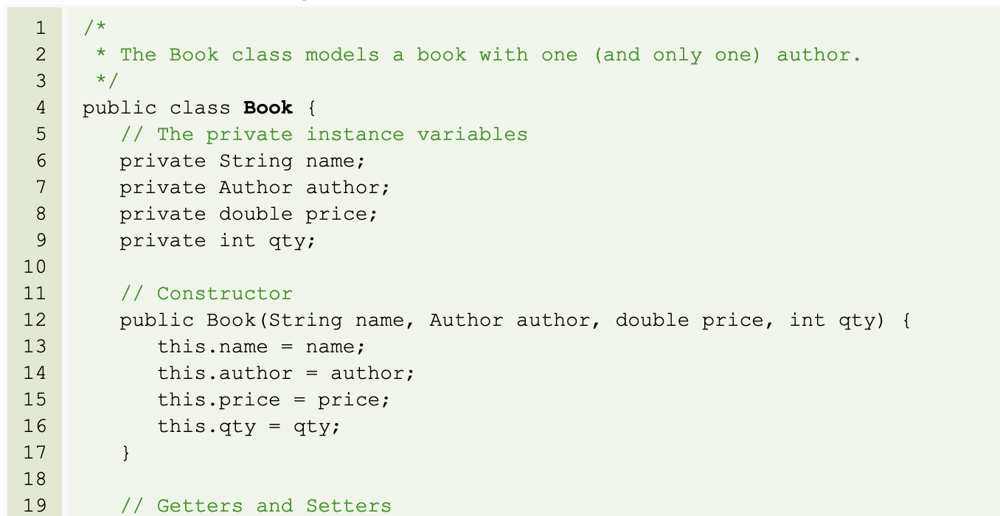 1 /*
2  * The Book class models a book with one (and only one) author.
3  */
4 public class Book {
5    // The private instance variables
6    private String name;
7    private Author author;
8    private double price;
9    private int qty;
10
11    // Constructor
12    public Book(String name, Author author, double price, int qty) {
13       this.name = name;
14       this.author = author;
15       this.price = price;
16       this.qty = qty;
17    }
18
19    // Getters and Setters